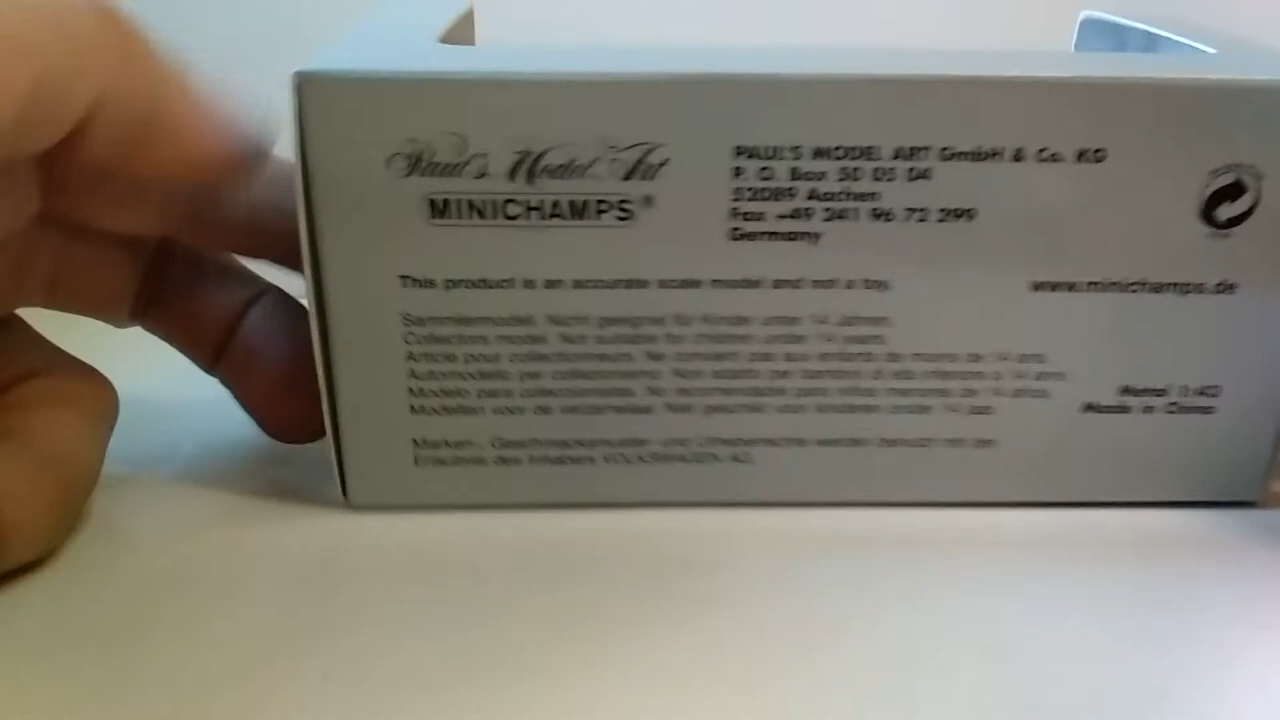 Paul's Model Art
MINICHAMPS®
PAUL'S MODEL ART GmbH & Co. KG
P. O. Box 50 05 04
52089 Aachen
Fax +49 241 96 72 299
Germany
This product is an accurate scale model and not a toy.
www.minichamps.de
Sammlermodell. Nicht geeignet für Kinder unter 14 Jahren.
Collectors model. Not suitable for children under 14 years.
Article pour collectionneurs. Ne convient pas aux enfants de moins de 14 ans.
Automodello per collezionismo. Non adatto per bambini di età inferiore a 14 anni.
Modelo para coleccionistas. No recomendable para niños menores de 14 años.
Modellen voor de verzamelaar. Niet geschikt voor kinderen onder 14 jaar.
Metal 1:43
Made in China
Marken-, Geschmacksmuster- und Urheberrechte werden benutzt mit der
Erlaubnis des Inhabers VOLKSWAGEN AG.